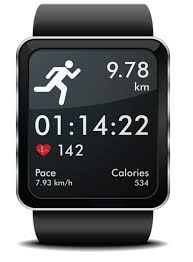 9.78
km
01:14:22
142
Pace Calories
7.93 km/h 534